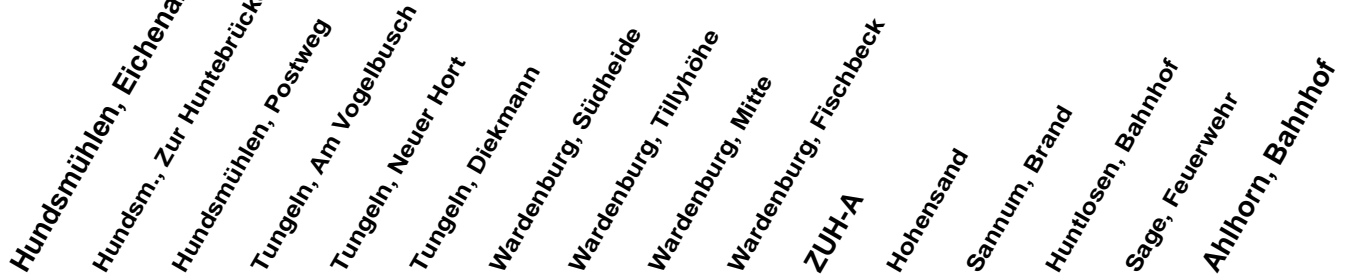 Hundsmühlen,
Hundsm., Zur
Hundsmühlen, Postweg
Tungeln, Am Vogelbusch
Tungeln, Neuer Hort
Tungeln, Diekmann
Wardenburg, Südheide
Wardenburg, Tillyhöhe
Wardenburg, Mitte
Wardenburg, Fischbeck
ZUH-A
Hohensand
Sannum, Brand
Huntlosen, Bahnhof
Sage, Feuerwehr
Ahlhorn, Bahnhof